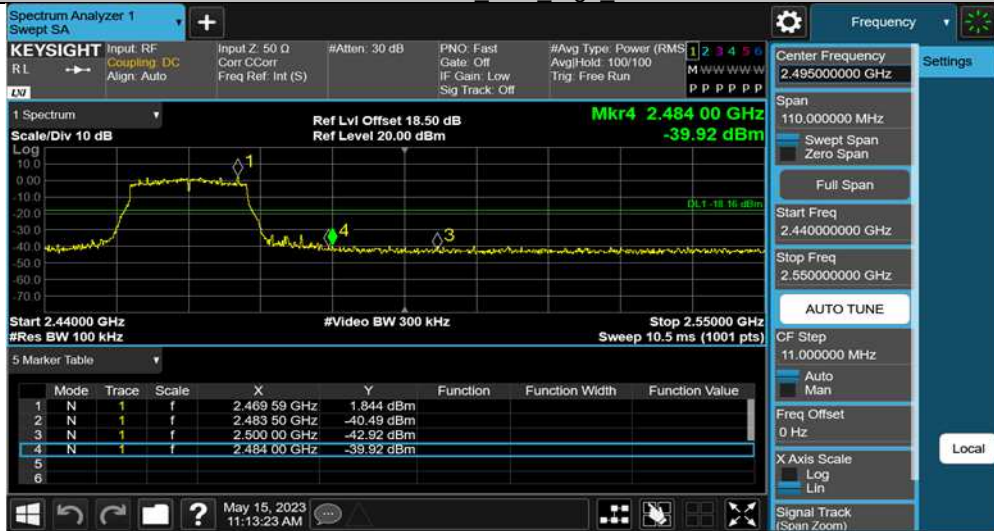 Spectrum Analyzer 1
Swept SA
+
Frequency
KEYSIGHT
RL
LXI
Input: RF
Coupling: DC
Align: Auto
Input Z: 50 Ω
Corr CCorr
Freq Ref: Int (S)
#Atten: 30 dB
PNO: Fast
Gate: Off
IF Gain: Low
Sig Track: Off
#Avg Type: Power (RMS
Avg|Hold: 100/100
Trig: Free Run
1 2 3 4 5 6
M W W W W W
P P P P P P
1 Spectrum
Scale/Div 10 dB
Ref Lvl Offset 18.50 dB
Ref Level 20.00 dBm
Mkr4 2.484 00 GHz
-39.92 dBm
Log
10.0
0.00
-10.0
-20.0
-30.0
-40.0
-50.0
-60.0
-70.0
1
4
3
DL1 -18.16 dBm
Start 2.44000 GHz
#Res BW 100 kHz
#Video BW 300 kHz
Stop 2.55000 GHz
Sweep 10.5 ms (1001 pts)
5 Marker Table
Mode Trace Scale X Y Function Function Width Function Value
1 N 1 f 2.469 59 GHz 1.844 dBm
2 N 1 f 2.483 50 GHz -40.49 dBm
3 N 1 f 2.500 00 GHz -42.92 dBm
4 N 1 f 2.484 00 GHz -39.92 dBm
5
6
?
May 15, 2023
11:13:23 AM
Center Frequency
2.495000000 GHz
Span
110.000000 MHz
Swept Span
Zero Span
Full Span
Start Freq
2.440000000 GHz
Stop Freq
2.550000000 GHz
AUTO TUNE
CF Step
11.000000 MHz
Auto
Man
Freq Offset
0 Hz
X Axis Scale
Log
Lin
Signal Track
(Span Zoom)
Settings
Local